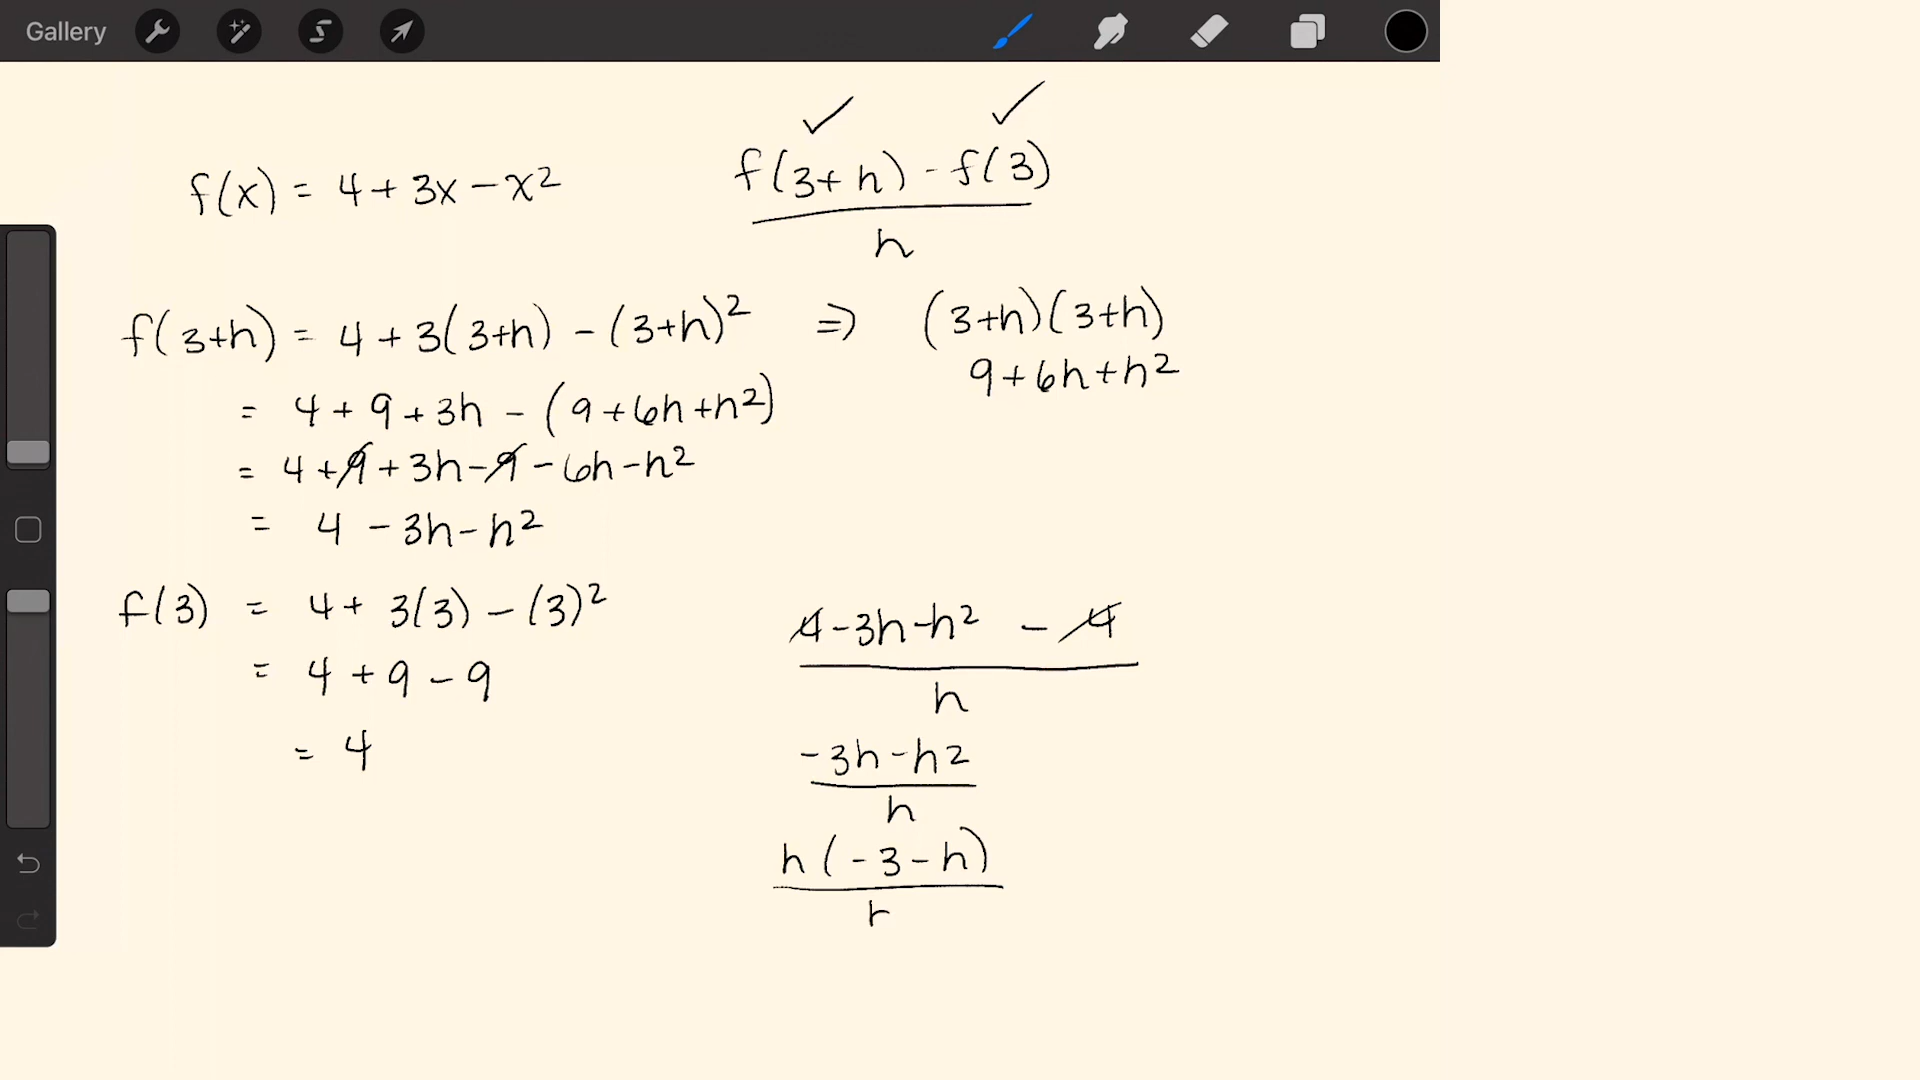 Gallery
f(x) = 4 + 3x - x²
f(3+h) - f(3)
h
f(3+h) = 4 + 3(3+h) - (3+h)² ⇒ (3+h)(3+h)
9+6h+h²
= 4 + 9 + 3h - (9+6h+h²)
= 4 + 9 + 3h - 9 - 6h - h²
= 4 - 3h - h²
f(3) = 4 + 3(3) - (3)²
= 4 + 9 - 9
= 4
4 - 3h - h² - 4
h
-3h - h2
h
h(-3-h)
h